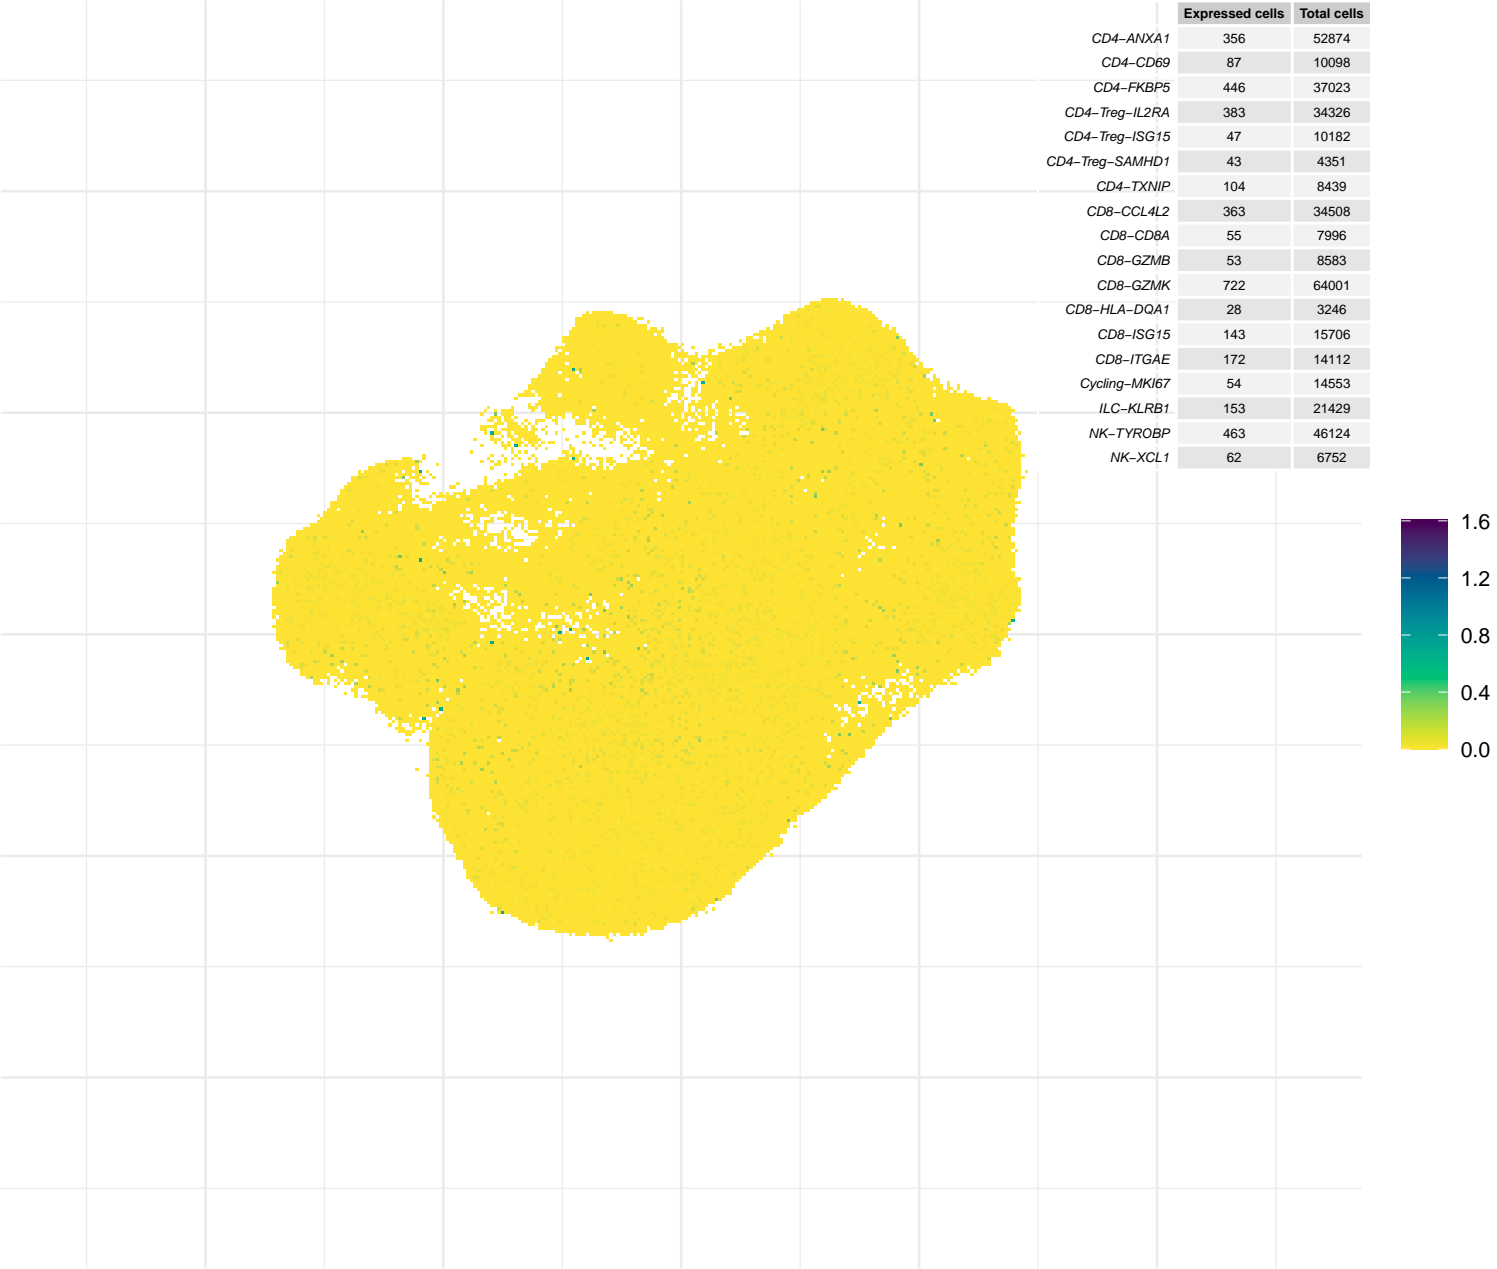 Expressed cells Total cells
CD4−ANXA1 356 52874
CD4−CD69 87 10098
CD4−FKBP5 446 37023
CD4−Treg−IL2RA 383 34326
CD4−Treg−ISG15 47 10182
CD4−Treg−SAMHD1 43 4351
CD4−TXNIP 104 8439
CD8−CCL4L2 363 34508
CD8−CD8A 55 7996
CD8−GZMB 53 8583
CD8−GZMK 722 64001
CD8−HLA−DQA1 28 3246
CD8−ISG15 143 15706
CD8−ITGAE 172 14112
Cycling−MKI67 54 14553
ILC−KLRB1 153 21429
NK−TYROBP 463 46124
NK−XCL1 62 6752
1.6
1.2
0.8
0.4
0.0